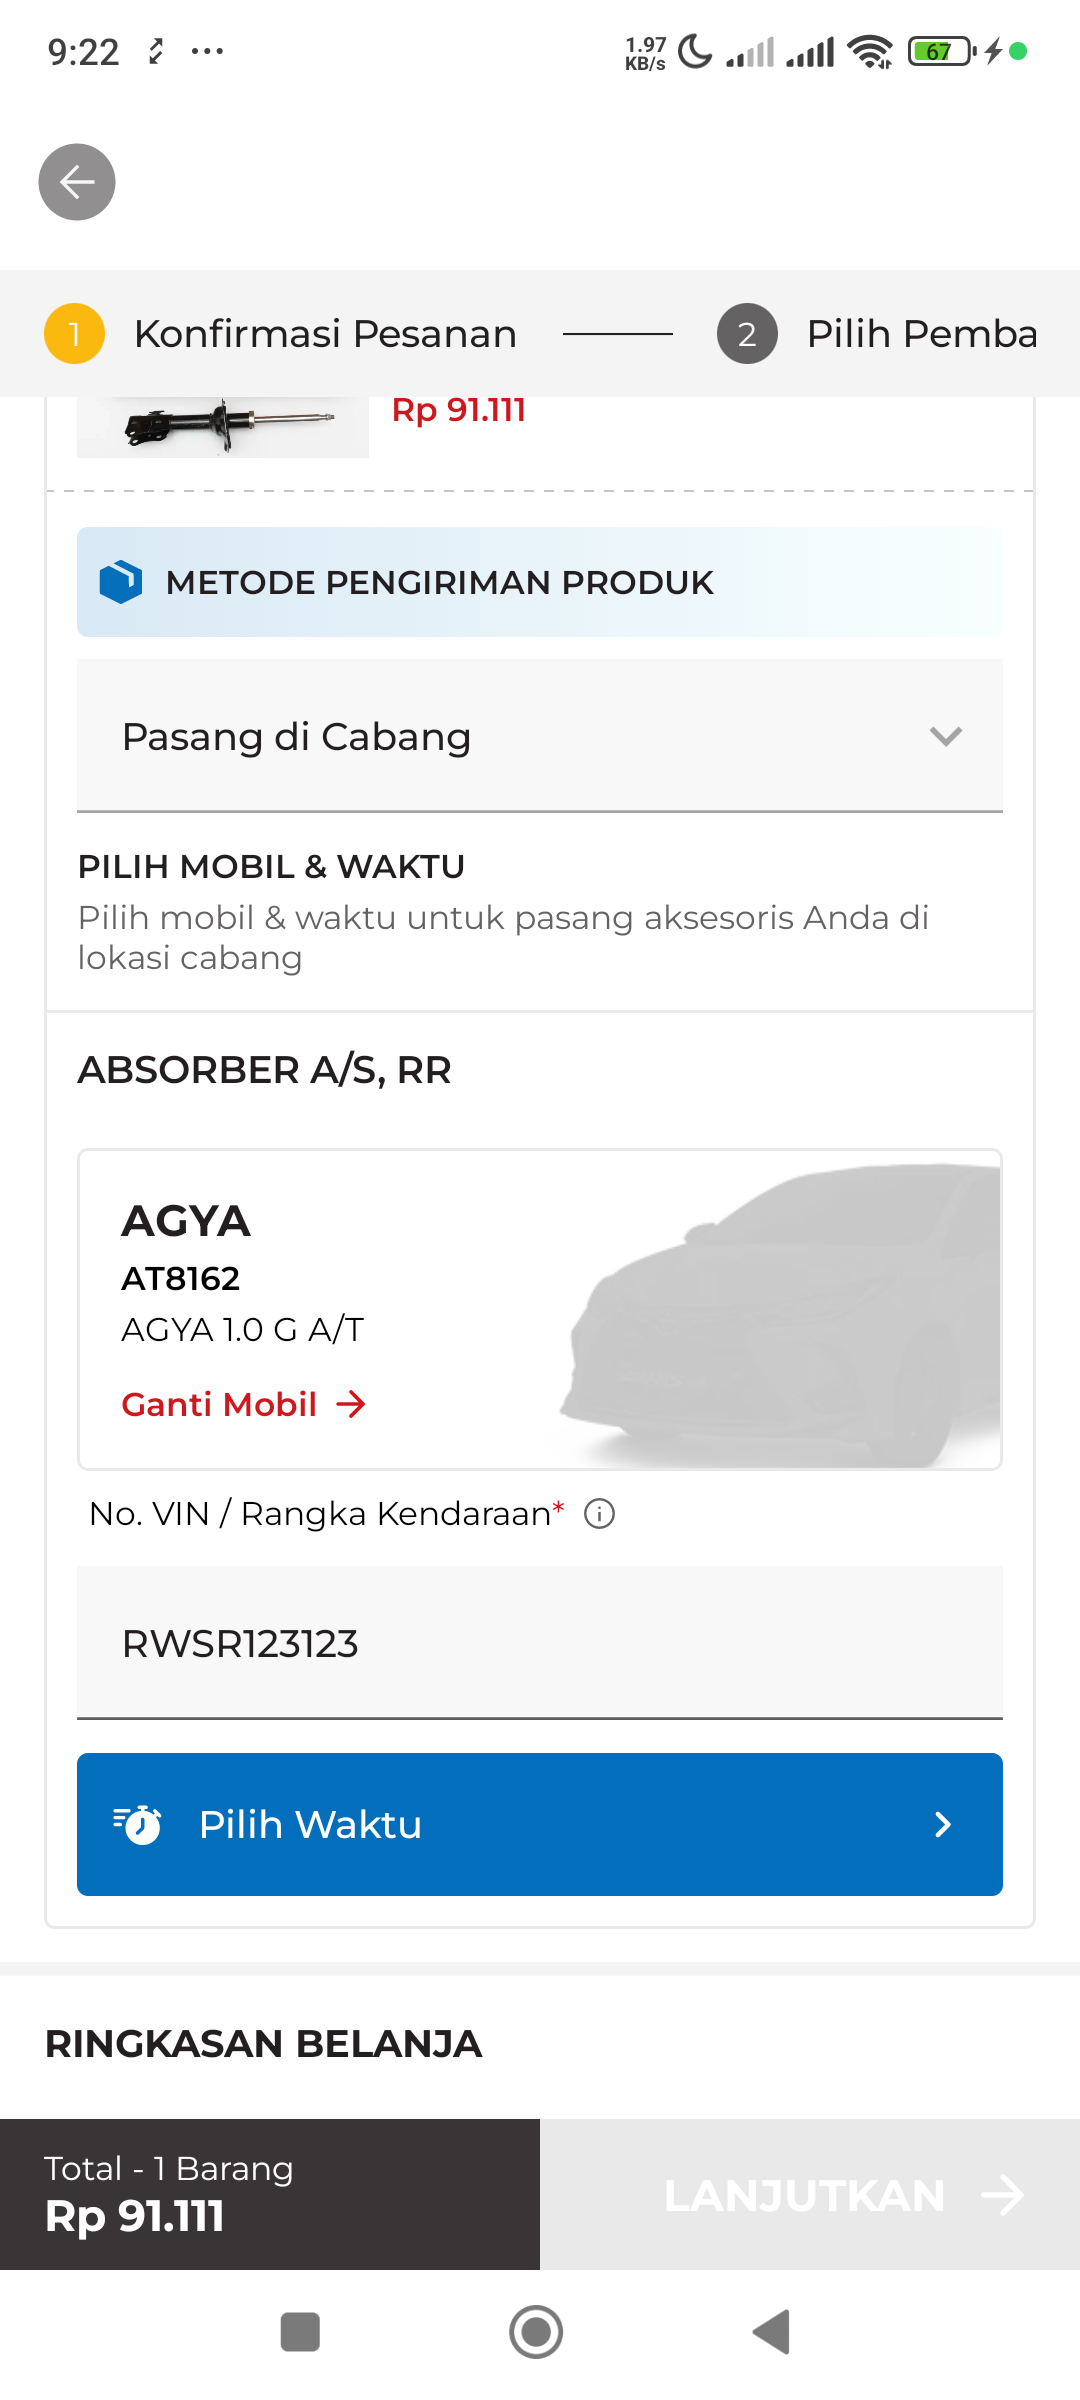 9:22
1.97
KB/s
67
1 Konfirmasi Pesanan
2 Pilih Pemba
Rp 91.111
METODE PENGIRIMAN PRODUK
Pasang di Cabang
PILIH MOBIL & WAKTU
Pilih mobil & waktu untuk pasang aksesoris Anda di
lokasi cabang
ABSORBER A/S, RR
AGYA
AT8162
AGYA 1.0 G A/T
Ganti Mobil
No. VIN / Rangka Kendaraan*
RWSR123123
Pilih Waktu
RINGKASAN BELANJA
Total - 1 Barang
Rp 91.111
LANJUTKAN